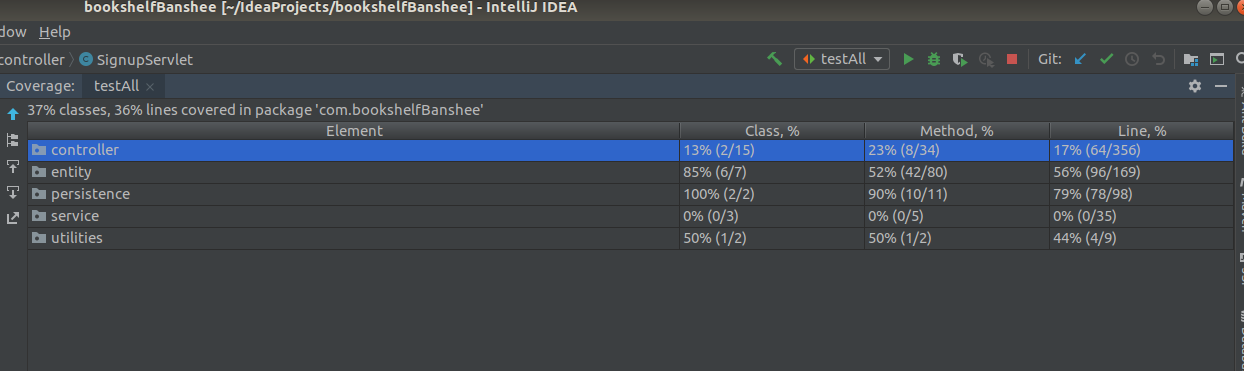 bookshelfBanshee [~/IdeaProjects/bookshelfBanshee] - IntelliJ IDEA
dow Help
controller SignupServlet testAll Git:
Coverage: testAll
37% classes, 36% lines covered in package 'com.bookshelfBanshee'
Element Class, % Method, % Line, %
controller 13% (2/15) 23% (8/34) 17% (64/356)
entity 85% (6/7) 52% (42/80) 56% (96/169)
persistence 100% (2/2) 90% (10/11) 79% (78/98)
service 0% (0/3) 0% (0/5) 0% (0/35)
utilities 50% (1/2) 50% (1/2) 44% (4/9)